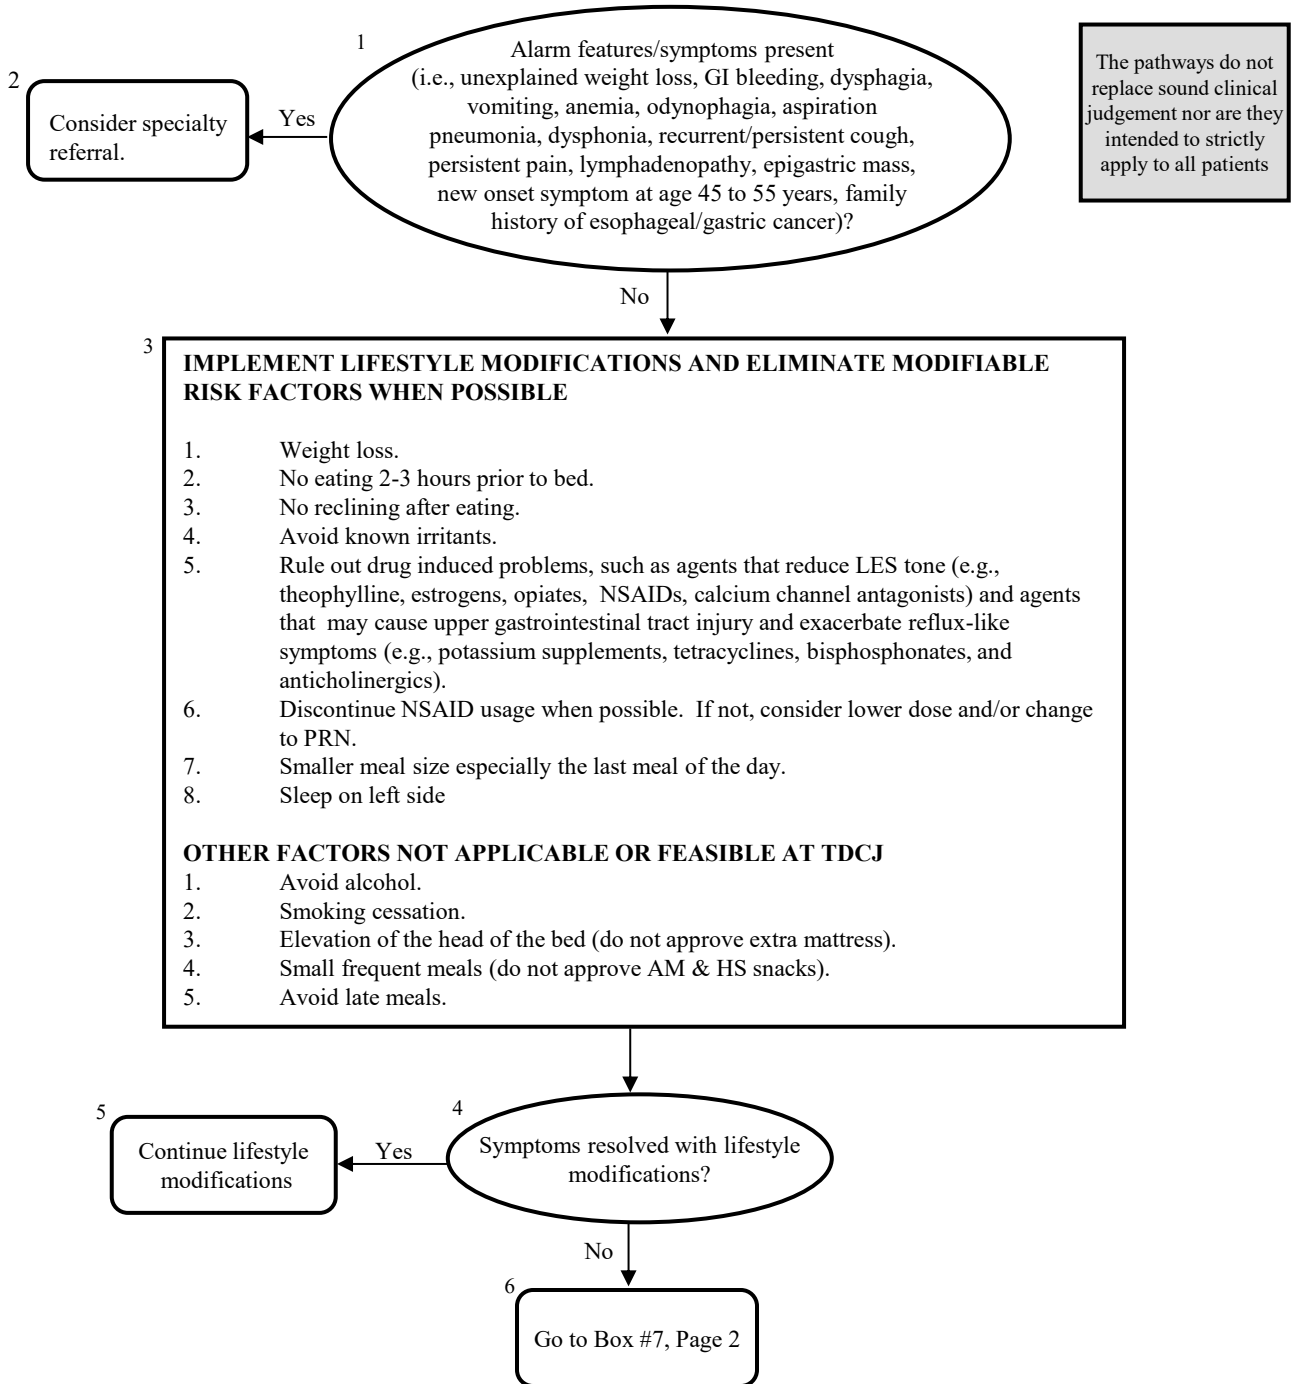 1
Alarm features/symptoms present
(i.e., unexplained weight loss, GI bleeding, dysphagia,
vomiting, anemia, odynophagia, aspiration
pneumonia, dysphonia, recurrent/persistent cough,
persistent pain, lymphadenopathy, epigastric mass,
new onset symptom at age 45 to 55 years, family
history of esophageal/gastric cancer)?
The pathways do not
replace sound clinical
judgement nor are they
intended to strictly
apply to all patients
2
Yes
Consider specialty
referral.
No
3
IMPLEMENT LIFESTYLE MODIFICATIONS AND ELIMINATE MODIFIABLE
RISK FACTORS WHEN POSSIBLE
1. Weight loss.
2. No eating 2-3 hours prior to bed.
3. No reclining after eating.
4. Avoid known irritants.
5. Rule out drug induced problems, such as agents that reduce LES tone (e.g.,
theophylline, estrogens, opiates, NSAIDs, calcium channel antagonists) and agents
that may cause upper gastrointestinal tract injury and exacerbate reflux-like
symptoms (e.g., potassium supplements, tetracyclines, bisphosphonates, and
anticholinergics).
6. Discontinue NSAID usage when possible. If not, consider lower dose and/or change
to PRN.
7. Smaller meal size especially the last meal of the day.
8. Sleep on left side
OTHER FACTORS NOT APPLICABLE OR FEASIBLE AT TDCJ
1. Avoid alcohol.
2. Smoking cessation.
3. Elevation of the head of the bed (do not approve extra mattress).
4. Small frequent meals (do not approve AM & HS snacks).
5. Avoid late meals.
4
Symptoms resolved with lifestyle
modifications?
Yes
5
Continue lifestyle
modifications
No
6
Go to Box #7, Page 2